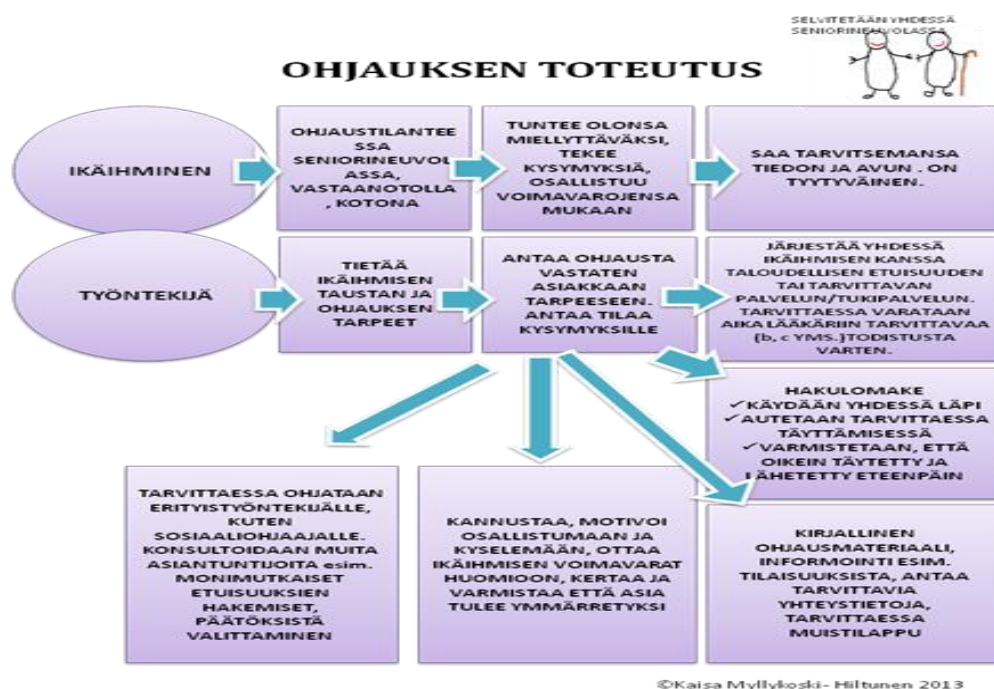 SELVITETÄÄN YHDESSÄ
SENIORINEUVOLASSA
OHJAUKSEN TOTEUTUS
IKÄIHMINEN
OHJAUSTILANTEE
SSA
SENIORINEUVOL
ASSA,
VASTAANOTOLLA
, KOTONA
TUNTEE OLONSA
MIELLYTTÄVÄKSI,
TEKEE
KYSYMYKSIÄ,
OSALLISTUU
VOIMAVAROJENSA
MUKAAN
SAA TARVITSEMANSA
TIEDON JA AVUN . ON
TYYTYVÄINEN.
TYÖNTEKIJÄ
TIETÄÄ
IKÄIHMISEN
TAUSTAN JA
OHJAUKSEN
TARPEET
ANTAA OHJAUSTA
VASTATEN
ASIAKKAAN
TARPEESEEN.
ANTAA TILAA
KYSYMYKSILLE
JÄRJESTÄÄ YHDESSÄ
IKÄIHMISEN KANSSA
TALOUDELLISEN ETUISUUDEN
TAI TARVITTAVAN
PALVELUN/TUKIPALVELUN.
TARVITTAESSA VARATAAN
AIKA LÄÄKÄRIIN TARVITTAVAA
(b, c YMS.)TODISTUSTA
VARTEN.
HAKULOMAKE
✓KÄYDÄÄN YHDESSÄ LÄPI
✓AUTETAAN TARVITTAESSA
TÄYTTÄMISESSÄ
✓VARMISTETAAN, ETTÄ
OIKEIN TÄYTETTY JA
LÄHETETTY ETEENPÄIN
TARVITTAESSA OHJATAAN
ERITYISTYÖNTEKIJÄLLE,
KUTEN
SOSIAALIOHJAAJALLE.
KONSULTOIDAAN MUITA
ASIANTUNTIJOITA esim.
MONIMUTKAISET
ETUISUUKSIEN
HAKEMISET,
PÄÄTÖKSISTÄ
VALITTAMINEN
KANNUSTAA, MOTIVOI
OSALLISTUMAAN JA
KYSELEMÄÄN, OTTAA
IKÄIHMISEN VOIMAVARAT
HUOMIOON, KERTAA JA
VARMISTAA ETTÄ ASIA
TULEE YMMÄRRETYKSI
KIRJALLINEN
OHJAUSMATERIAALI,
INFORMOINTI ESIM.
TILAISUUKSISTA, ANTAA
TARVITTAVIA
YHTEYSTIETOJA,
TARVITTAESSA
MUISTILAPPU
©Kaisa Myllykoski- Hiltunen 2013